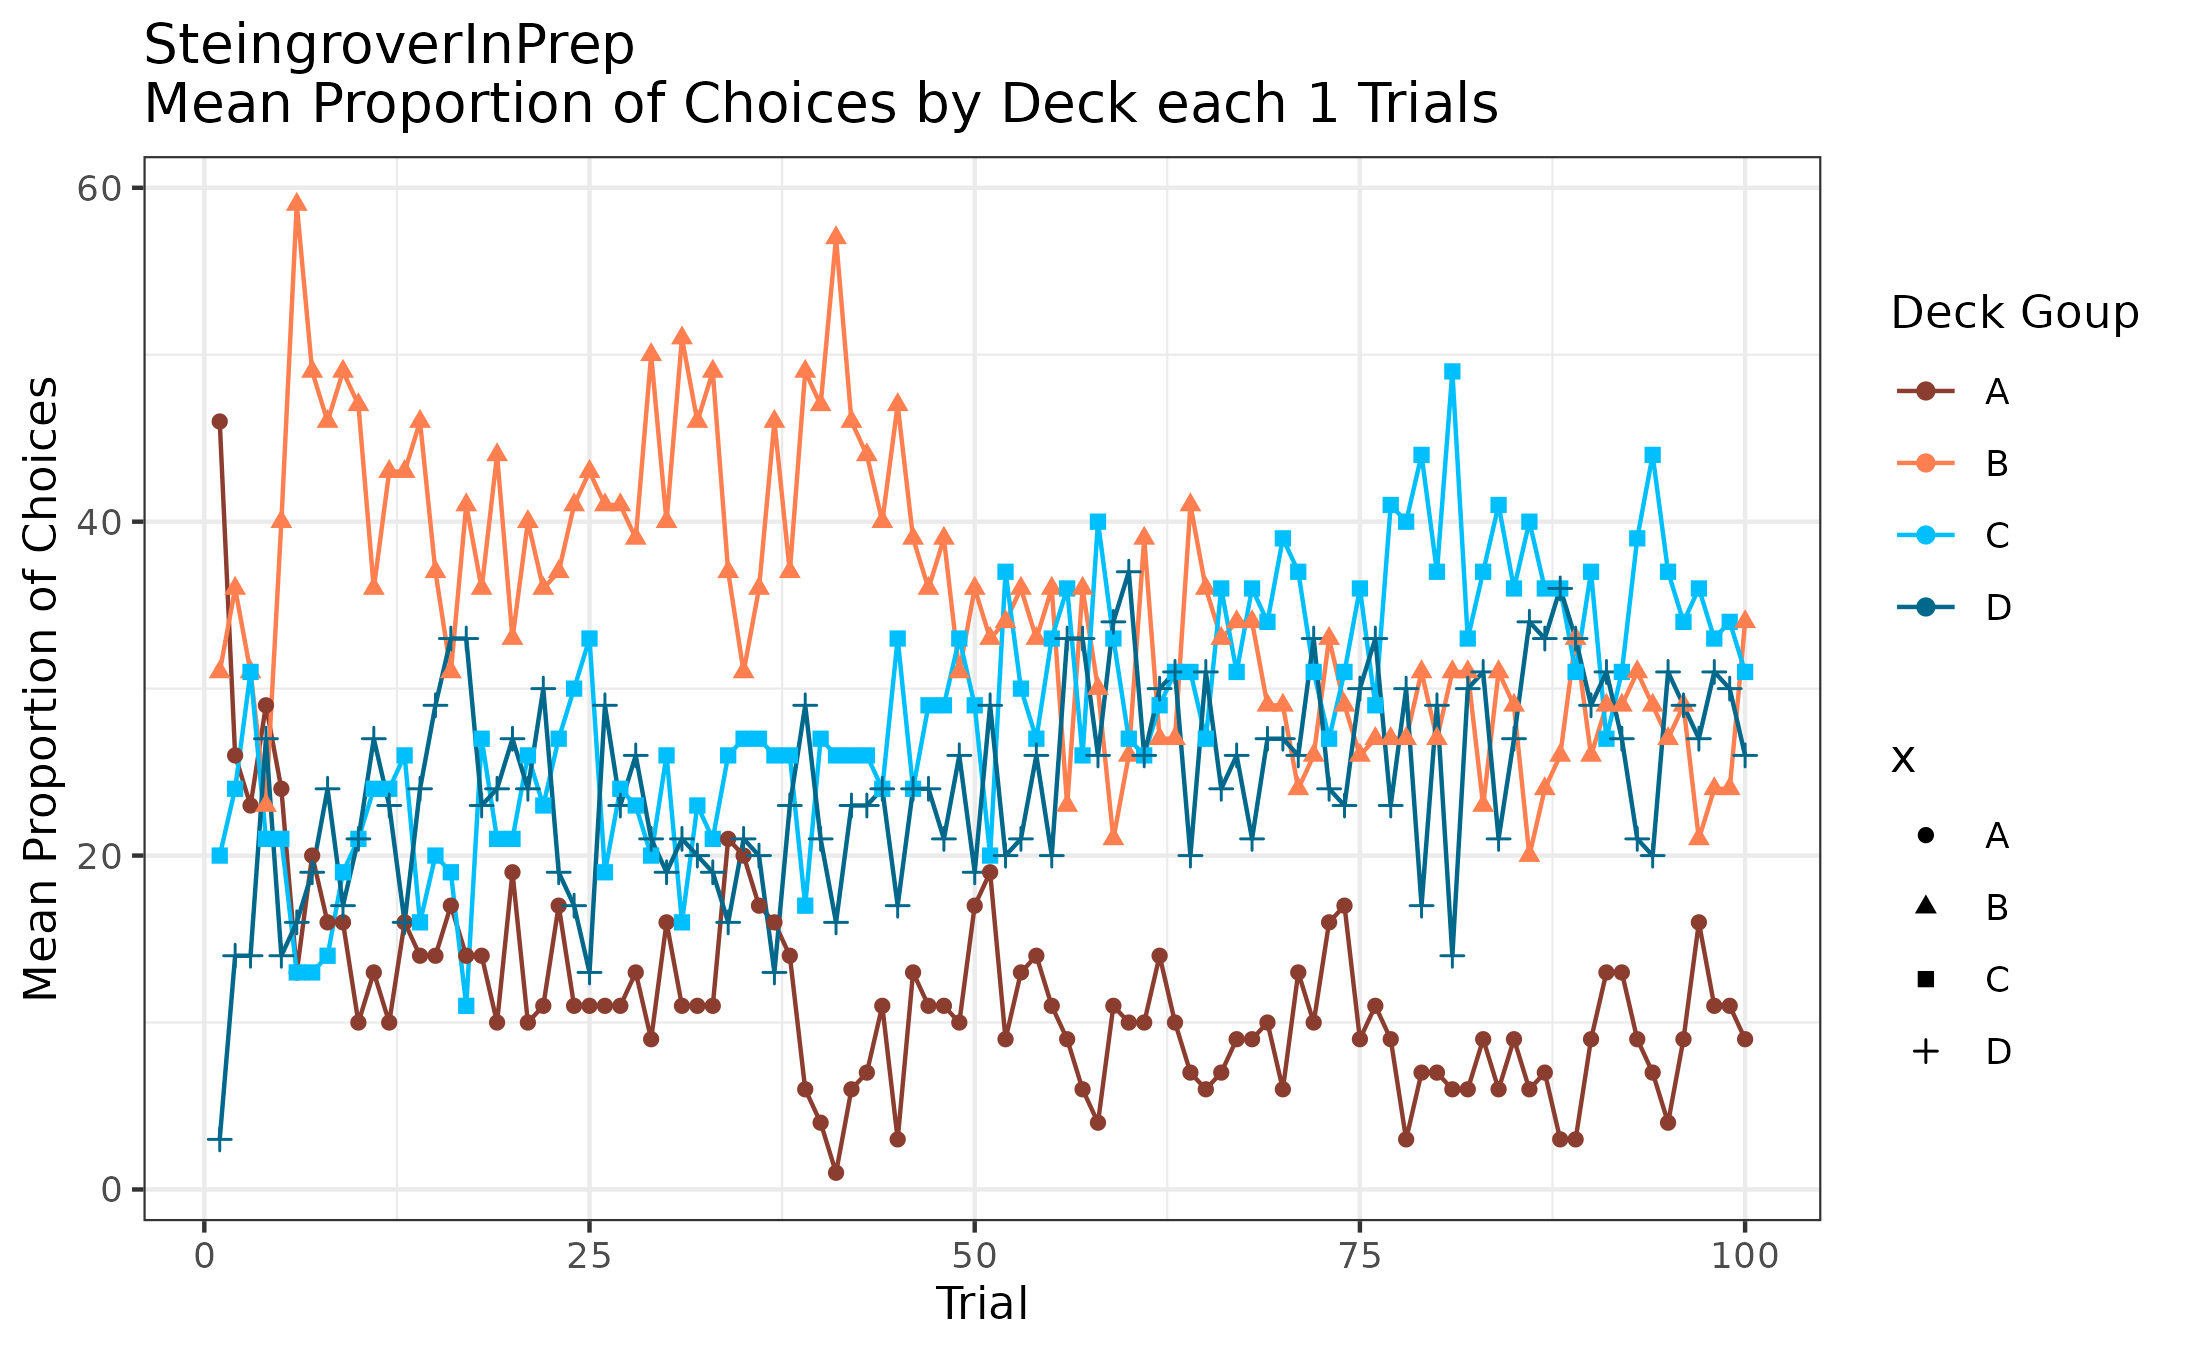 SteingroverInPrep
Mean Proportion of Choices by Deck each 1 Trials
Mean Proportion of Choices
60
40
20
0
0 25 50 75 100
Trial
Deck Goup
A
B
C
D
x
A
B
C
D